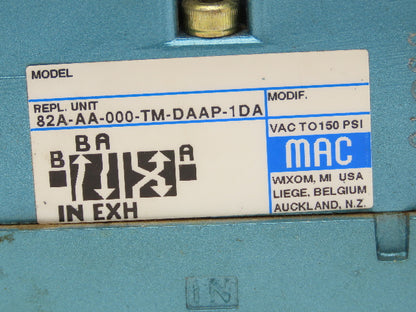 MODEL
REPL. UNIT
82A-AA-000-TM-DAAP-1DA
MODIF.
VAC TO 150 PSI
B A
B
A
IN EXH
MAC
WIXOM, MI USA
LIEGE, BELGIUM
AUCKLAND, N.Z.
IN